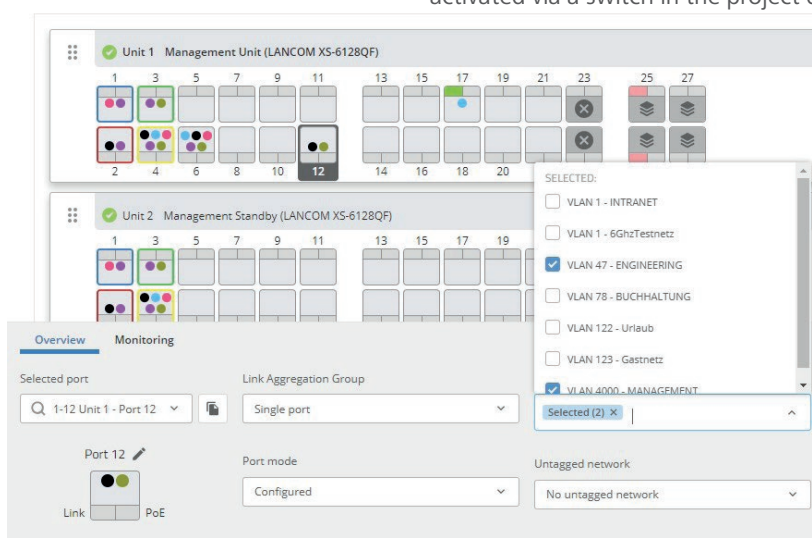 activated via a switch in the project
Unit 1 Management Unit (LANCOM XS-6128QF)
1 3 5 7 9 11 13 15 17 19 21 23 25 27
2 4 6 8 10 12 14 16 18 20
SELECTED:
VLAN 1 - INTRANET
VLAN 1 - 6GhzTestnetz
VLAN 47 - ENGINEERING
VLAN 78 - BUCHHALTUNG
VLAN 122 - Urlaub
VLAN 123 - Gastnetz
VLAN 4000 - MANAGEMENT
Unit 2 Management Standby (LANCOM XS-6128QF)
1 3 5 7 9 11 13 15 17 19
Overview Monitoring
Selected port Link Aggregation Group
1-12 Unit 1 - Port 12 Single port Selected (2) ×
Port 12 Port mode Untagged network
Configured No untagged network
Link PoE